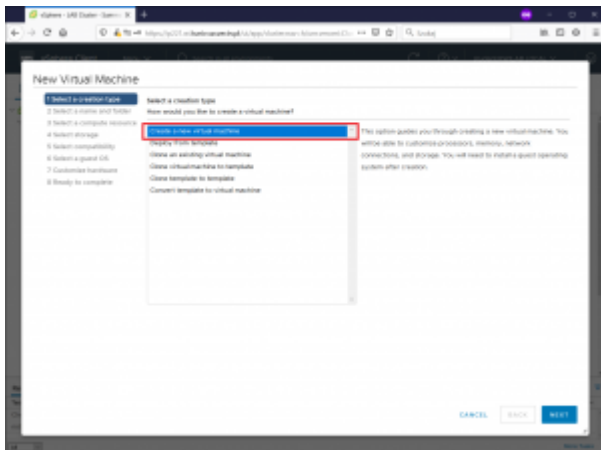 New Virtual Machine
1 Select a creation type
2 Select a name and folder
3 Select a compute resource
4 Select storage
5 Select compatibility
6 Select a guest OS
7 Customize hardware
8 Ready to complete
Select a creation type
How would you like to create a virtual machine?
Create a new virtual machine
Deploy from template
Clone an existing virtual machine
Clone virtual machine to template
Clone template to template
Convert template to virtual machine
This option guides you through creating a new virtual machine. You
will be able to customize processors, memory, network
connections, and storage. You will need to install a guest operating
system after creation.
CANCEL
BACK
NEXT